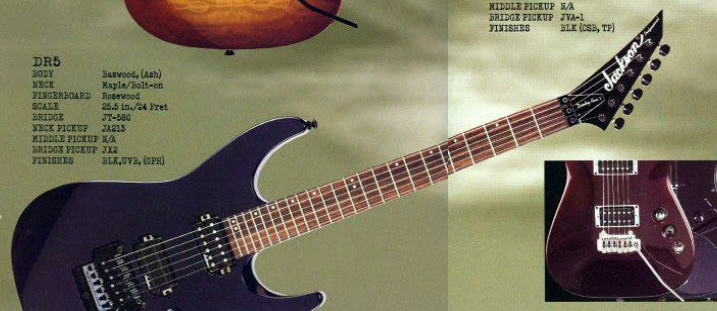 MIDDLE PICKUP N/A
BRIDGE PICKUP JVA-1
FINISHES BLK (CSB, TP)
DR5
BODY Baswood, (Ash)
NECK Maple/Bolt-on
FINGERBOARD Rosewood
SCALE 25.5 in./24 Fret
BRIDGE JT-580
NECK PICKUP JA213
MIDDLE PICKUP N/A
BRIDGE PICKUP JX2
FINISHES BLK,UVB, (GPH)
Jackson